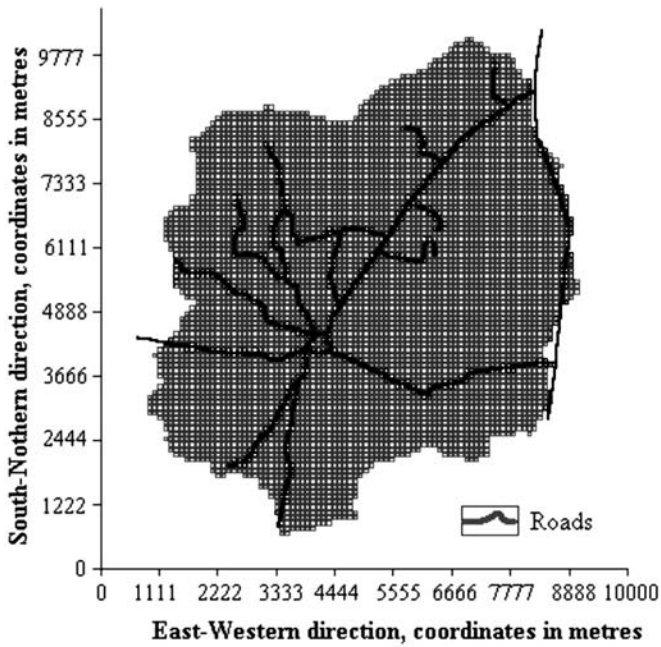 South-Nothern direction, coordinates in metres
9777
8555
7333
6111
4888
3666
2444
1222
0
Roads
0 1111 2222 3333 4444 5555 6666 7777 8888 10000
East-Western direction, coordinates in metres